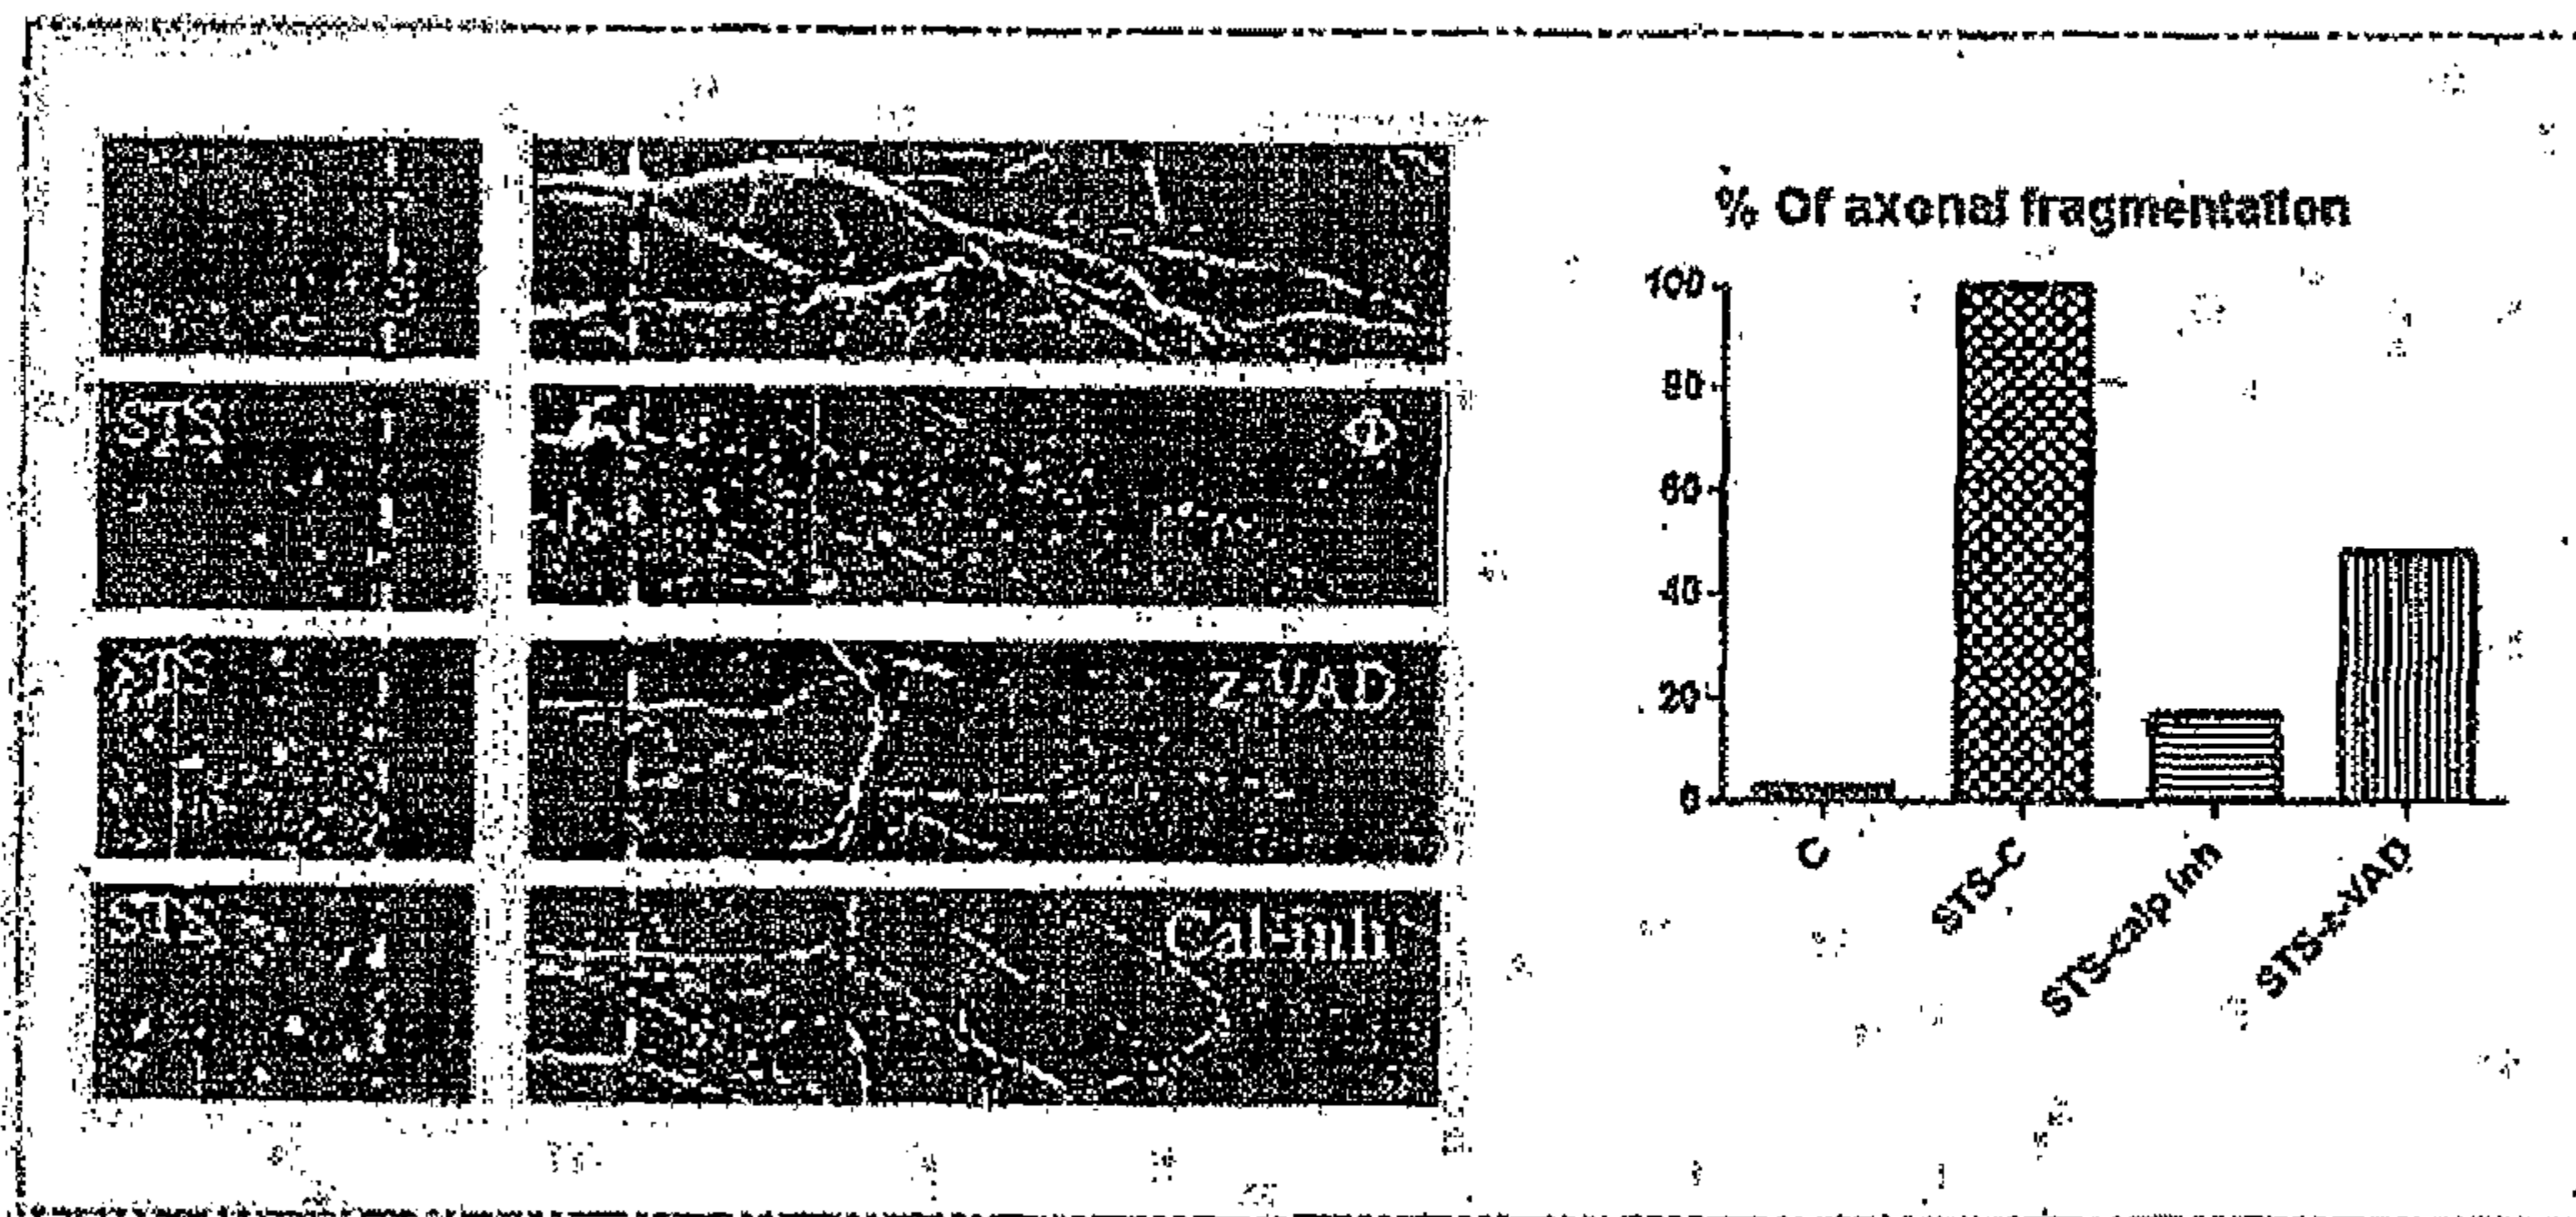 STS
Φ
STS
z-VAD
STS
Cal-inh
% Of axonal fragmentation
100
80
60
40
20
0
C
STS-C
STS-calp inh
STS-z-VAD